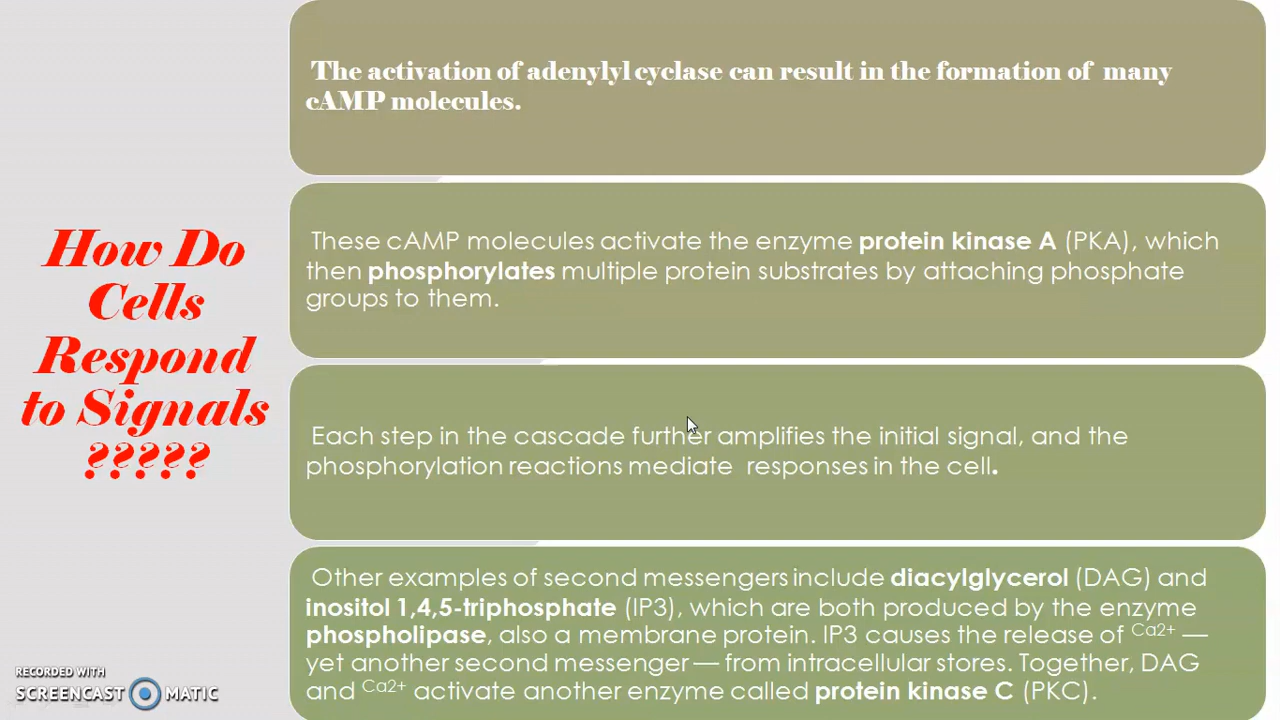 How Do
Cells
Respond
to Signals
?????
The activation of adenylyl cyclase can result in the formation of many
cAMP molecules.
These cAMP molecules activate the enzyme protein kinase A (PKA), which
then phosphorylates multiple protein substrates by attaching phosphate
groups to them.
Each step in the cascade further amplifies the initial signal, and the
phosphorylation reactions mediate responses in the cell.
Other examples of second messengers include diacylglycerol (DAG) and
inositol 1,4,5-triphosphate (IP3), which are both produced by the enzyme
phospholipase, also a membrane protein. IP3 causes the release of Ca2+ —
yet another second messenger — from intracellular stores. Together, DAG
and Ca2+ activate another enzyme called protein kinase C (PKC).
RECORDED WITH
SCREENCAST MATIC